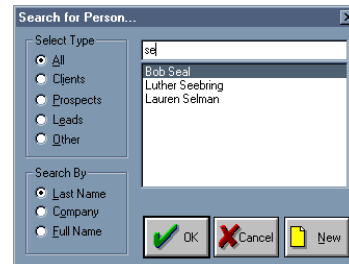 Search for Person...
Select Type
All
Clients
Prospects
Leads
Other
Search By
Last Name
Company
Full Name
se
Bob Seal
Luther Seebring
Lauren Selman
OK
Cancel
New